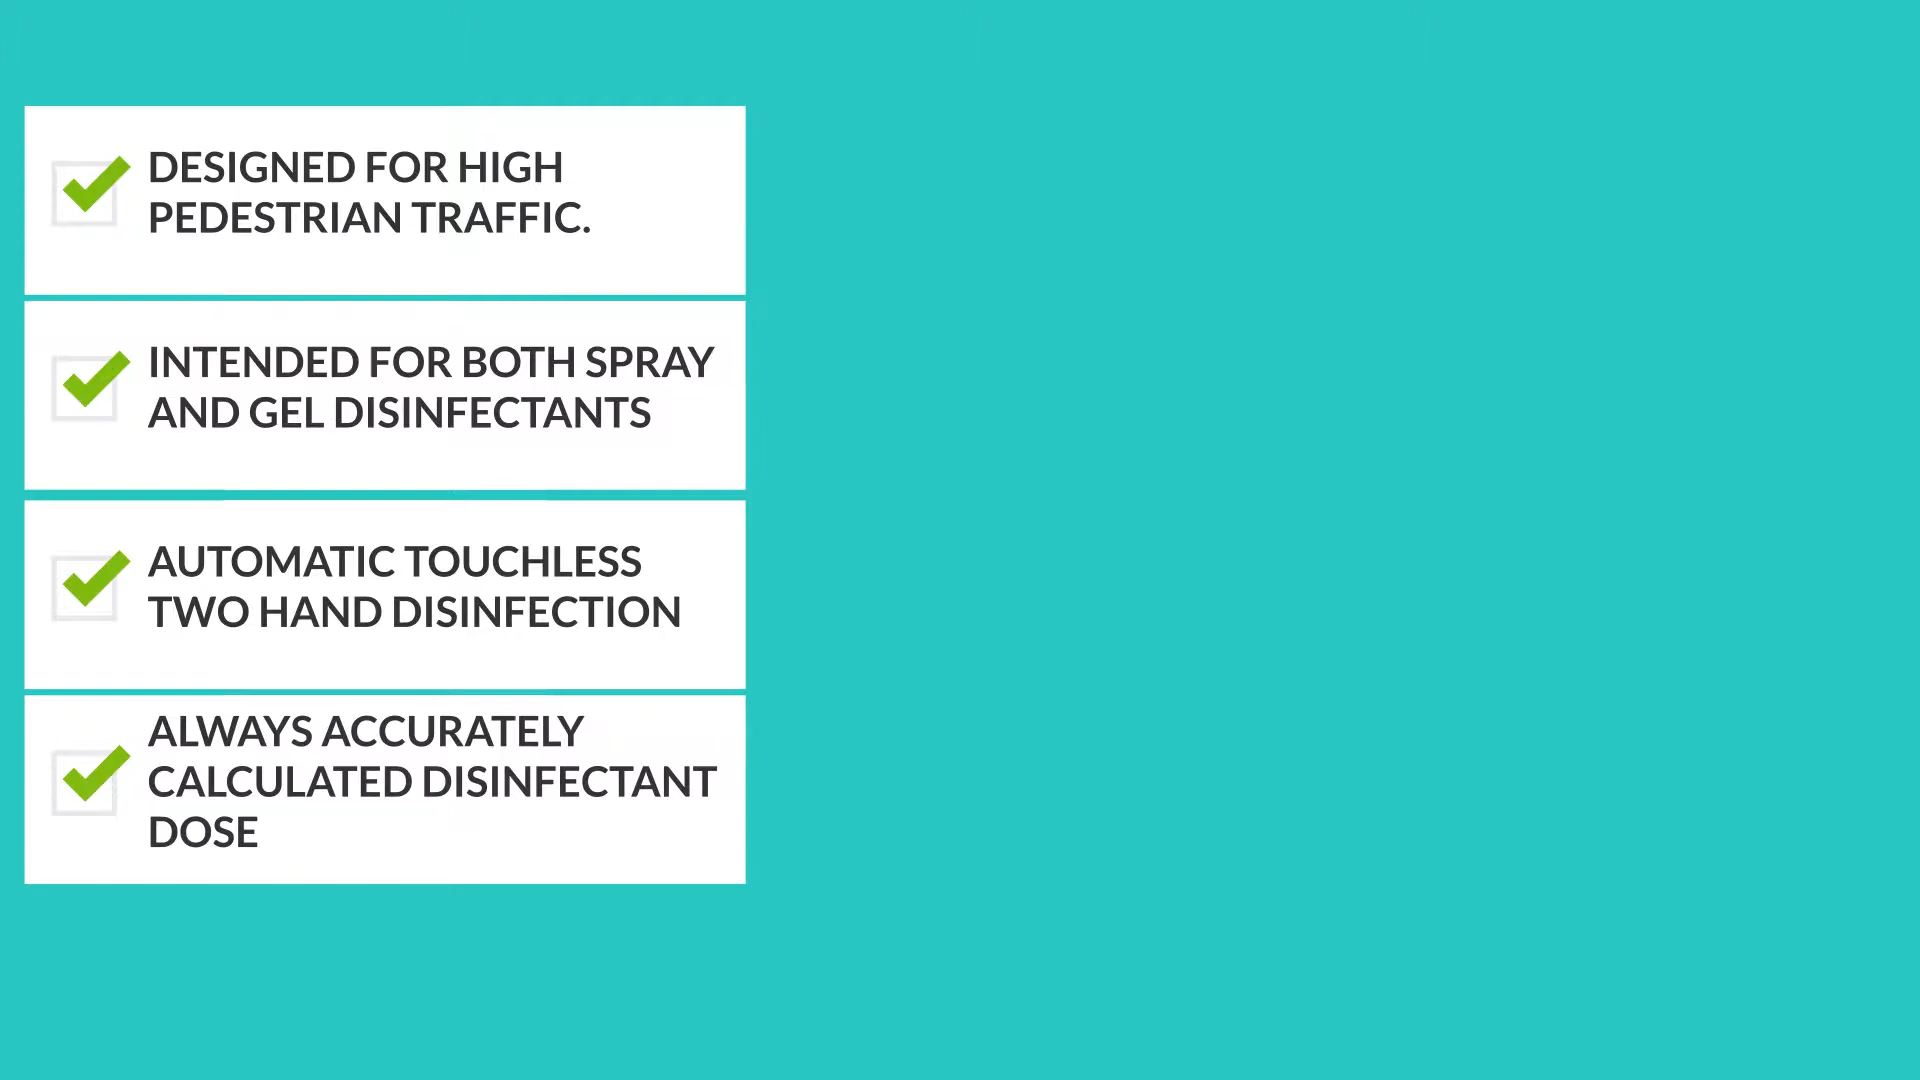 DESIGNED FOR HIGH
PEDESTRIAN TRAFFIC.
INTENDED FOR BOTH SPRAY
AND GEL DISINFECTANTS
AUTOMATIC TOUCHLESS
TWO HAND DISINFECTION
ALWAYS ACCURATELY
CALCULATED DISINFECTANT
DOSE